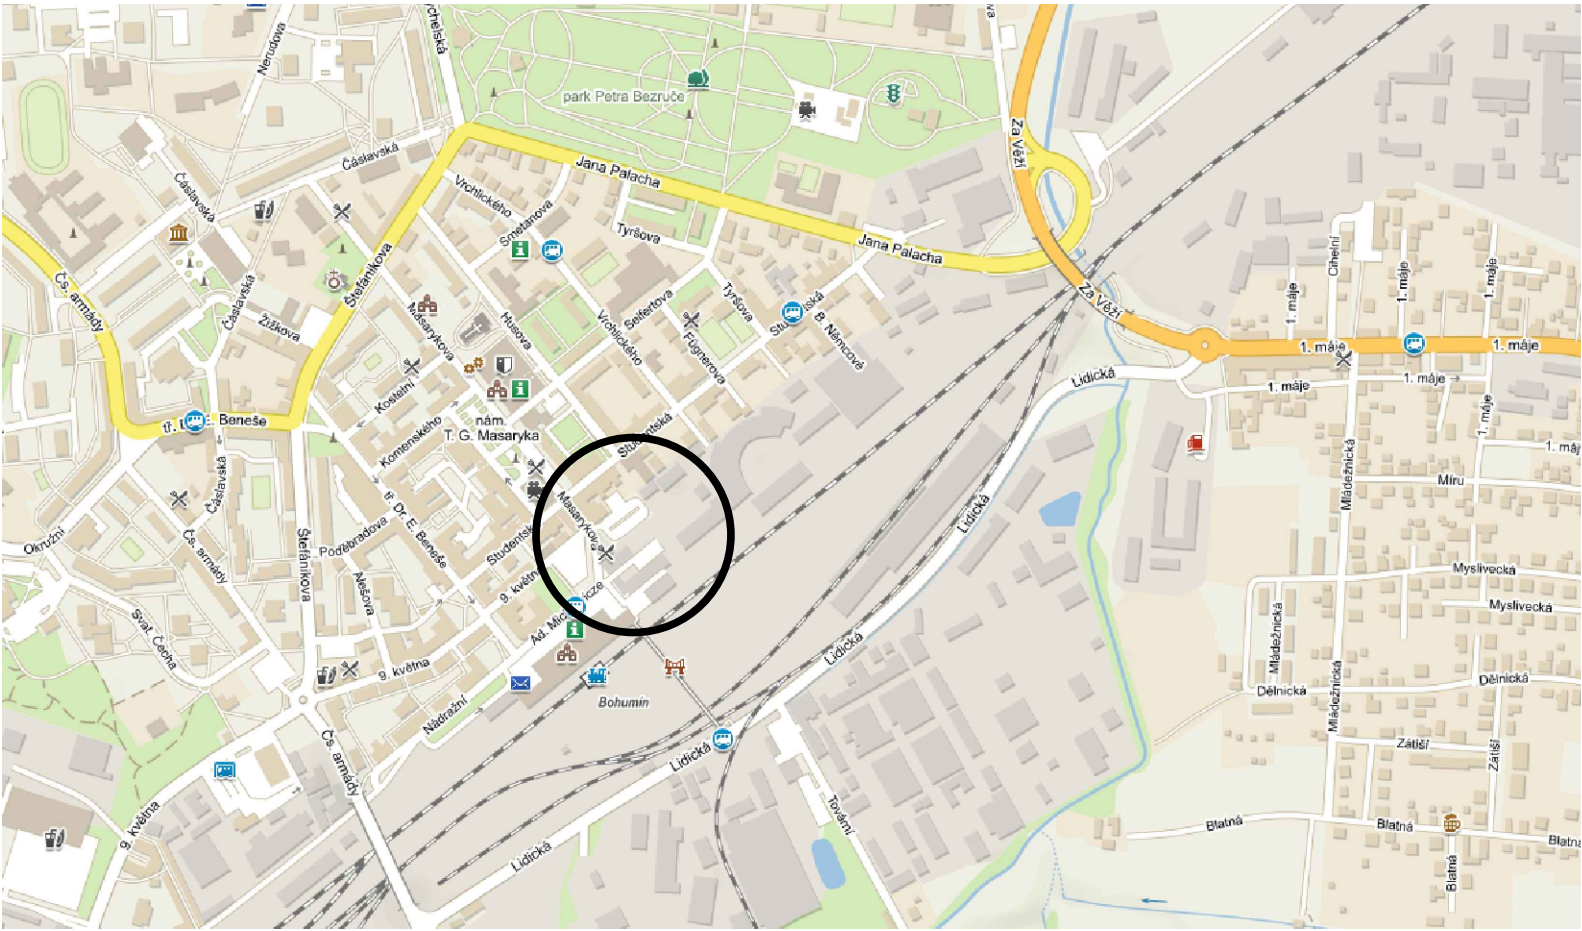 Nerudova
park Petra Bezruče
Za Věží
Jana Palacha
Čáslavská
Čáslavská
Vrchlického
Smetanova
Tyršova
Jana Palacha
Štefánikova
Čs. armády
Čáslavská
Žižkova
Masarykova
Husova
Seifertova
Vrchlického
Tyršova
Fügnerova
B. Němcové
Za Věží
Cihelní
1. máje
1. máje
1. máje
1. máje
1. máje
Lidická
1. máje
1. máje
1. máje
Kostelní
nám.
T. G. Masaryka
Komenského
Studentská
Čáslavská
tř. Dr. E. Beneše
Masarykova
Mládežnická
Míru
Lidická
Okružní
Čs. armády
Štefánikova
Poděbradova
Alešova
9. května
Myslivecká
Myslivecká
Svat. Čecha
Mládežnická
Mládežnická
9. května
Nádražní
Bohumín
Lidická
Dělnická
Dělnická
Čs. armády
Lidická
Zátiší
Zátiší
9. května
Tovární
Lidická
Blatná
Blatná
Blatná